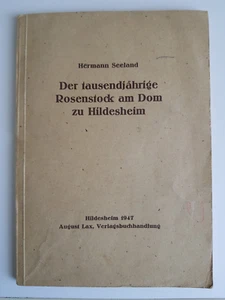 Hermann Seeland
Der tausendjährige
Rosenstock am Dom
zu Hildesheim
Hildesheim 1947
August Lax, Verlagsbuchhandlung